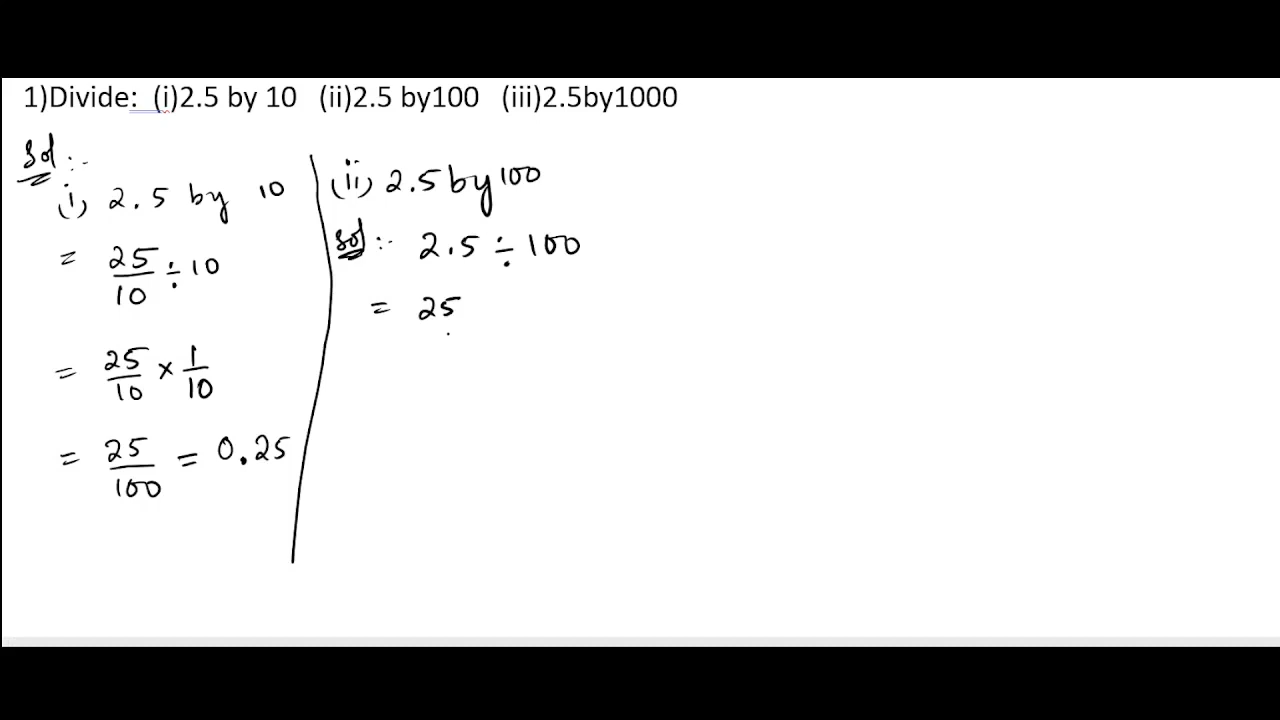 1)Divide: (i)2.5 by 10 (ii)2.5 by100 (iii)2.5by1000
Sol :-
(i) 2.5 by 10
= 25/10 ÷ 10
= 25/10 × 1/10
= 25/100 = 0.25
(ii) 2.5 by 100
Sol :- 2.5 ÷ 100
= 25